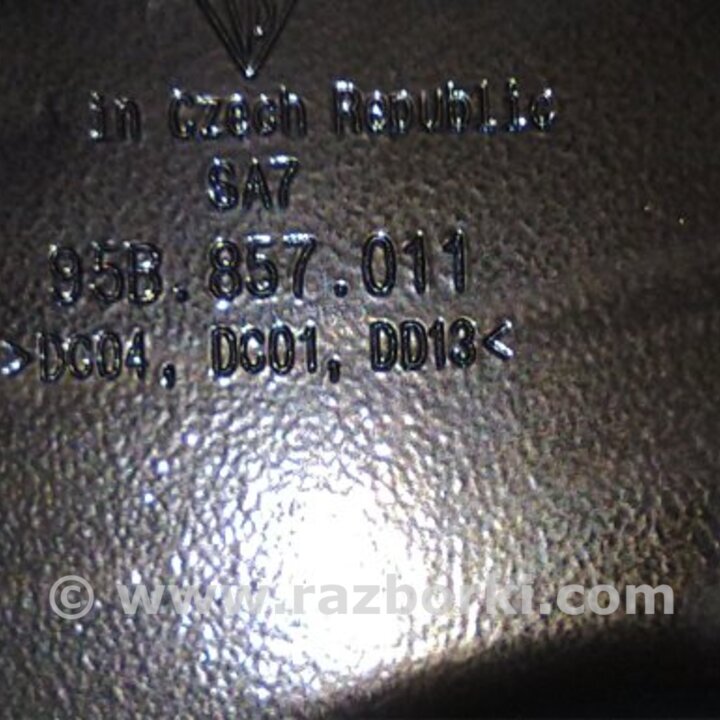 in Czech Republic
SA7
95B.857.011
>DC04, DC01, DD13<
© www.razborki.com